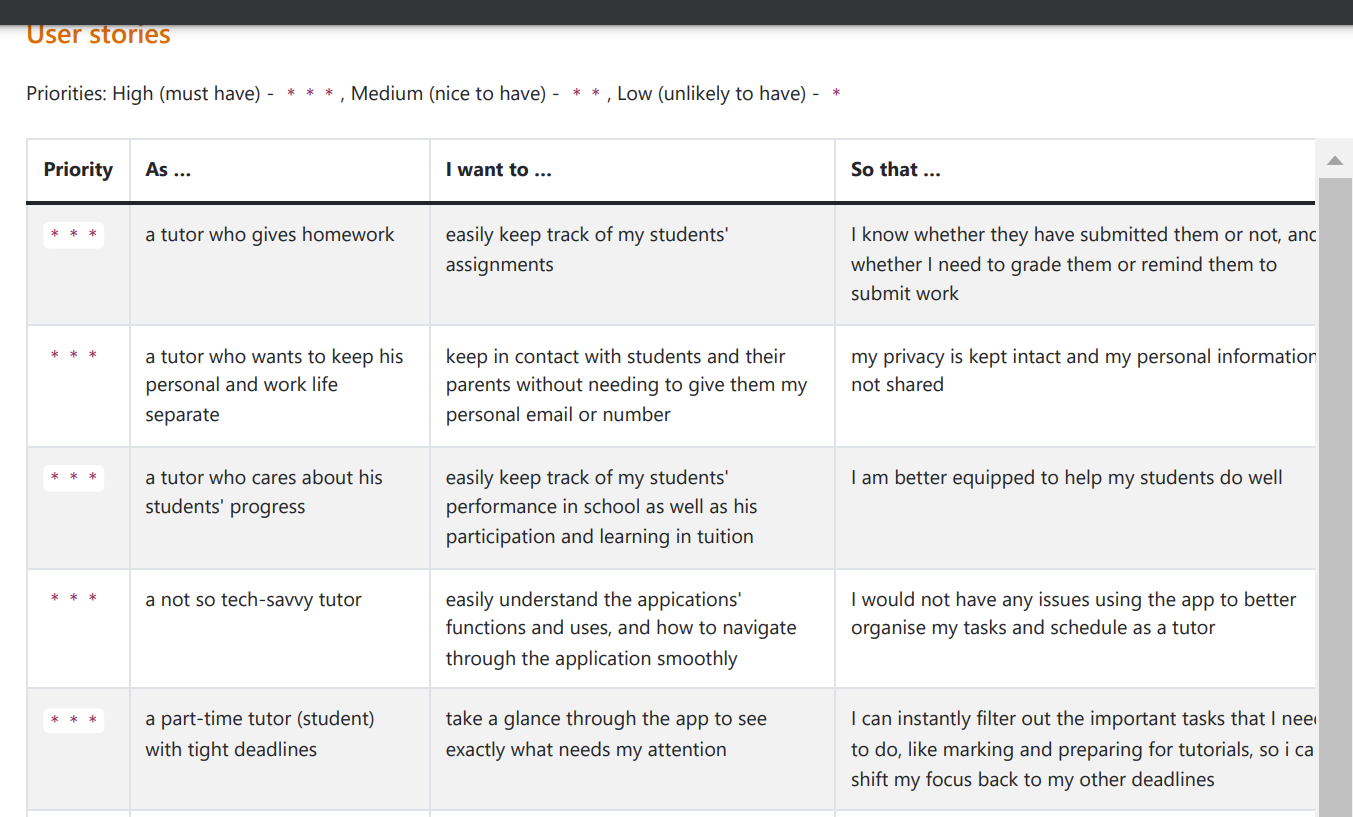 User stories
Priorities: High (must have) - * * * , Medium (nice to have) - * * , Low (unlikely to have) - *
Priority As ... I want to ... So that ...
* * * a tutor who gives homework easily keep track of my students' I know whether they have submitted them or not, and
assignments whether I need to grade them or remind them to
submit work
* * * a tutor who wants to keep his keep in contact with students and their my privacy is kept intact and my personal information
personal and work life parents without needing to give them my not shared
separate personal email or number
* * * a tutor who cares about his easily keep track of my students' I am better equipped to help my students do well
students' progress performance in school as well as his
participation and learning in tuition
* * * a not so tech-savvy tutor easily understand the appications' I would not have any issues using the app to better
functions and uses, and how to navigate organise my tasks and schedule as a tutor
through the application smoothly
* * * a part-time tutor (student) take a glance through the app to see I can instantly filter out the important tasks that I nee
with tight deadlines exactly what needs my attention to do, like marking and preparing for tutorials, so i ca
shift my focus back to my other deadlines